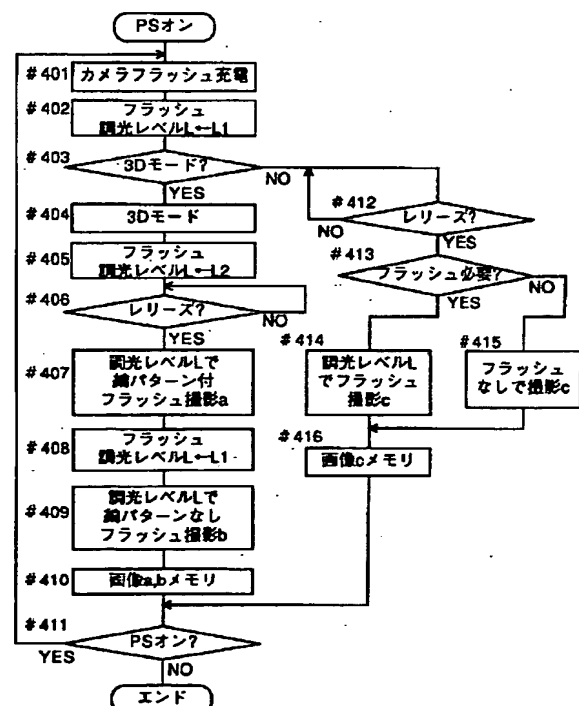 PSオン
#401
カメラフラッシュ充電
#402
フラッシュ
調光レベルL←L1
#403
3Dモード?
NO
YES
#404
3Dモード
#405
フラッシュ
調光レベルL←L2
#406
レリーズ?
NO
YES
#407
調光レベルLで
縞パターン付
フラッシュ撮影a
#408
フラッシュ
調光レベルL←L1
#409
調光レベルLで
縞パターンなし
フラッシュ撮影b
#410
画像a,bメモリ
#411
PSオン?
YES
NO
エンド
#412
レリーズ?
NO
YES
#413
フラッシュ必要?
NO
YES
#414
調光レベルL
でフラッシュ
撮影c
#415
フラッシュ
なしで撮影c
#416
画像cメモリ